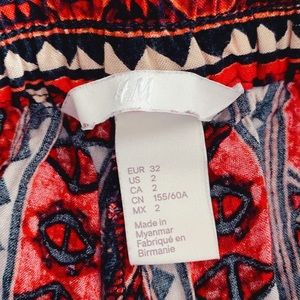 H&M
EUR 32
US 2
CA 2
CN 155/60A
MX 2
Made in
Myanmar
Fabriqué en
Birmanie